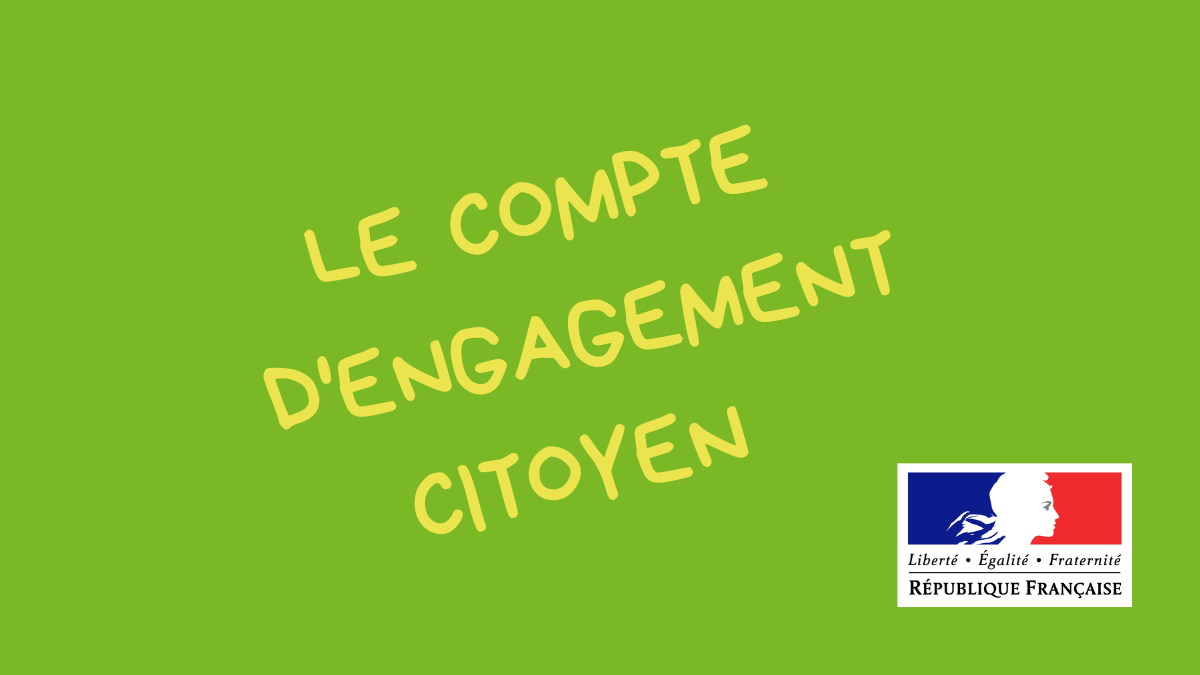 LE COMPTE
D'ENGAGEMENT
CITOYEN
Liberté • Égalité • Fraternité
RÉPUBLIQUE FRANÇAISE